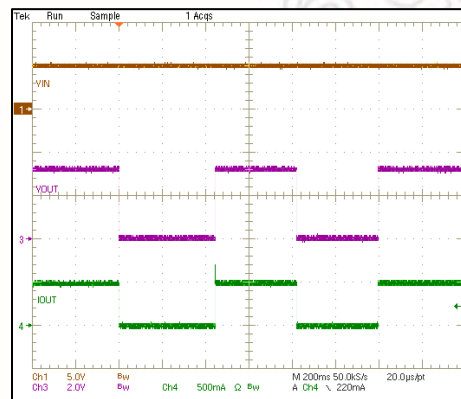 Tek Run Sample 1 Acqs
VIN
1
VOUT
3
IOUT
4
Ch1 5.0V Bw M 200ms 50.0kS/s 20.0µs/pt
Ch3 2.0V Bw Ch4 500mA Ω Bw A Ch4 \ 220mA